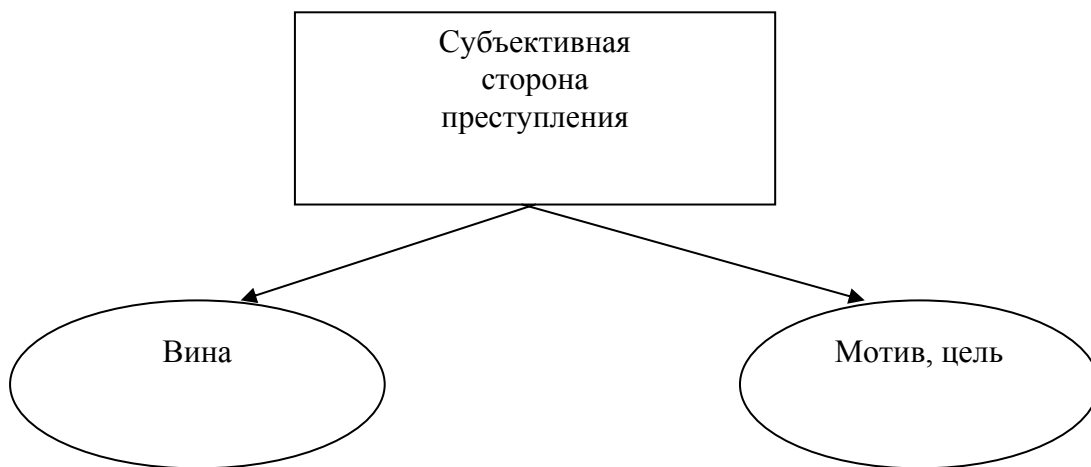 Субъективная
сторона
преступления
Вина
Мотив, цель